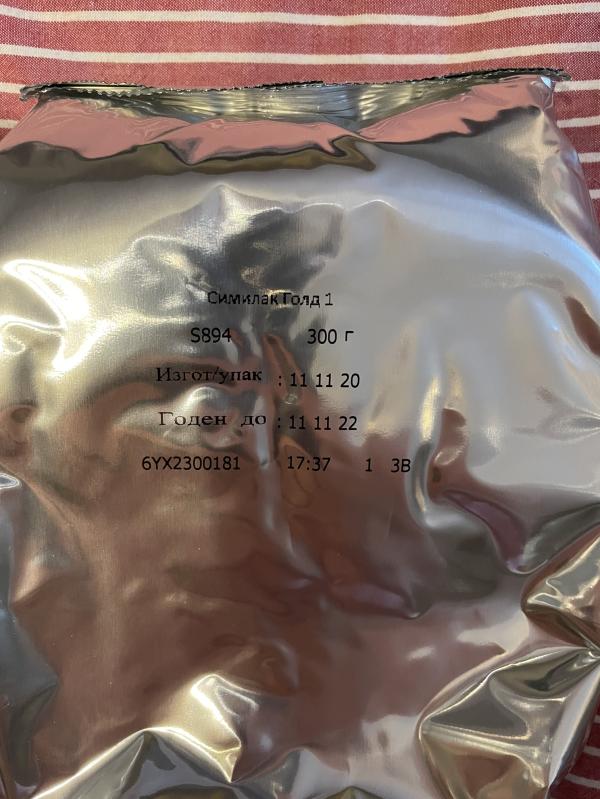 Симилак Голд 1
S894 300 г
Изгот/упак : 11 11 20
Годен до : 11 11 22
6YX2300181 17:37 1 3B